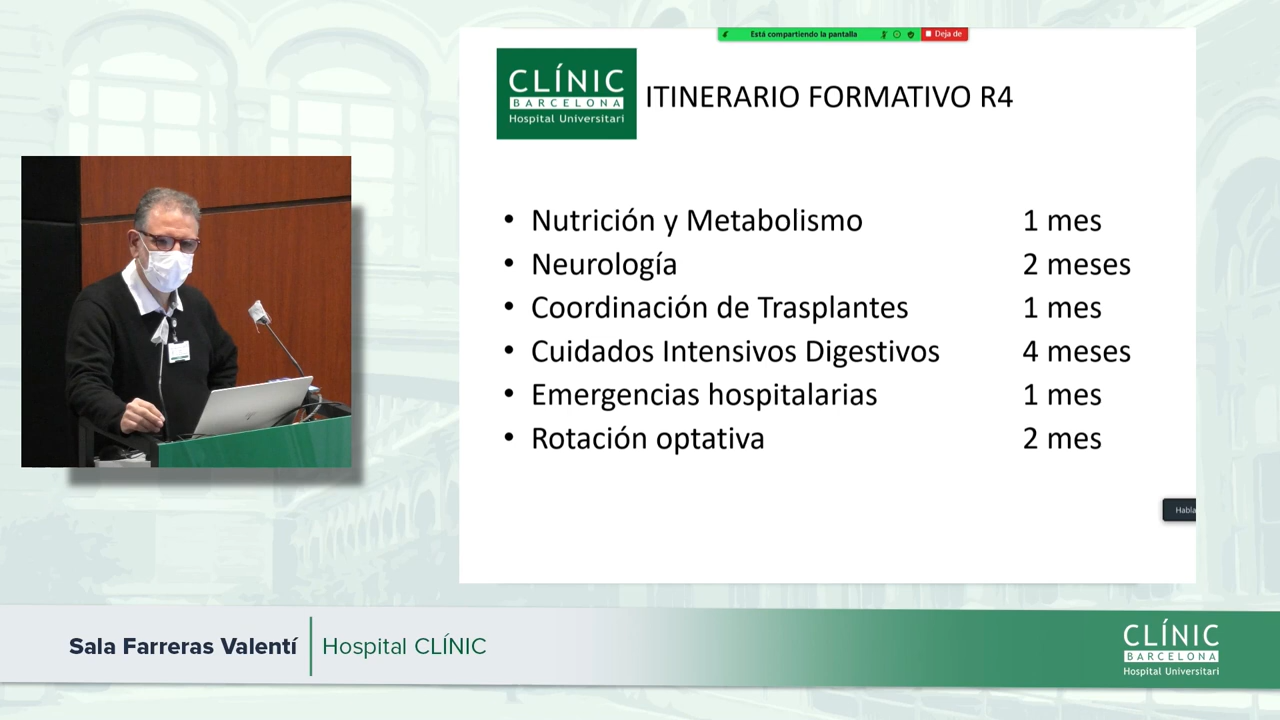 Está compartiendo la pantalla
Deja de
CLÍNIC
BARCELONA
Hospital Universitari
ITINERARIO FORMATIVO R4
• Nutrición y Metabolismo 1 mes
• Neurología 2 meses
• Coordinación de Trasplantes 1 mes
• Cuidados Intensivos Digestivos 4 meses
• Emergencias hospitalarias 1 mes
• Rotación optativa 2 mes
Habla
Sala Farreras Valentí Hospital CLÍNIC
CLÍNIC
BARCELONA
Hospital Universitari